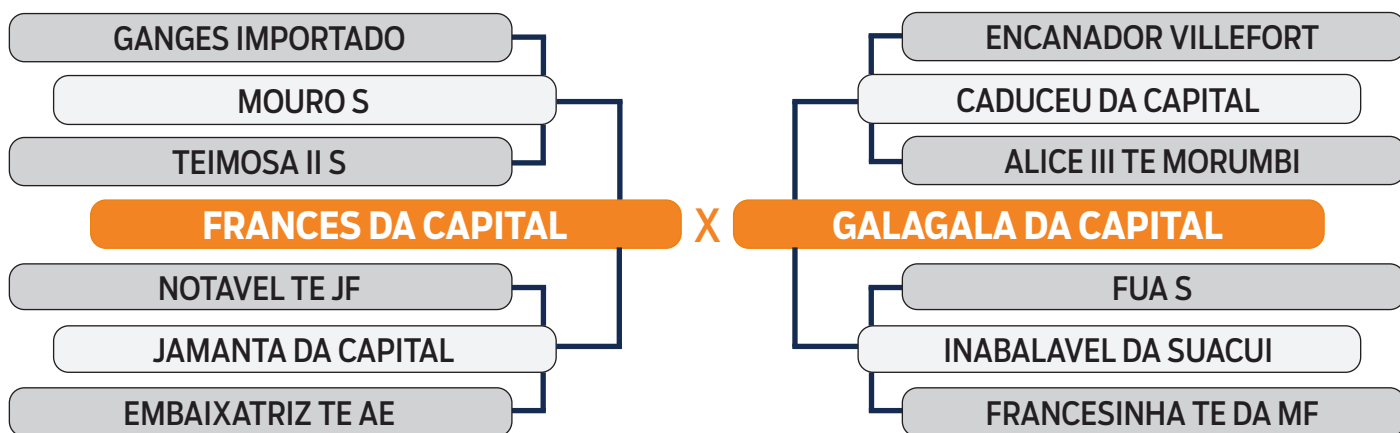 GANGES IMPORTADO
MOURO S
TEIMOSA II S
FRANCES DA CAPITAL
NOTAVEL TE JF
JAMANTA DA CAPITAL
EMBAIXATRIZ TE AE
X
ENCANADOR VILLEFORT
CADUCEU DA CAPITAL
ALICE III TE MORUMBI
GALAGALA DA CAPITAL
FUA S
INABALAVEL DA SUACUI
FRANCESINHA TE DA MF